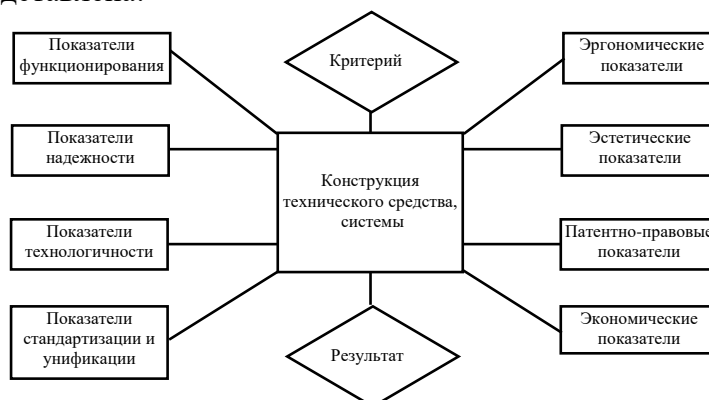 Показатели
функционирования
Критерий
Эргономические
показатели
Показатели
надежности
Эстетические
показатели
Конструкция
технического средства,
системы
Показатели
технологичности
Патентно-правовые
показатели
Показатели
стандартизации и
унификации
Результат
Экономические
показатели